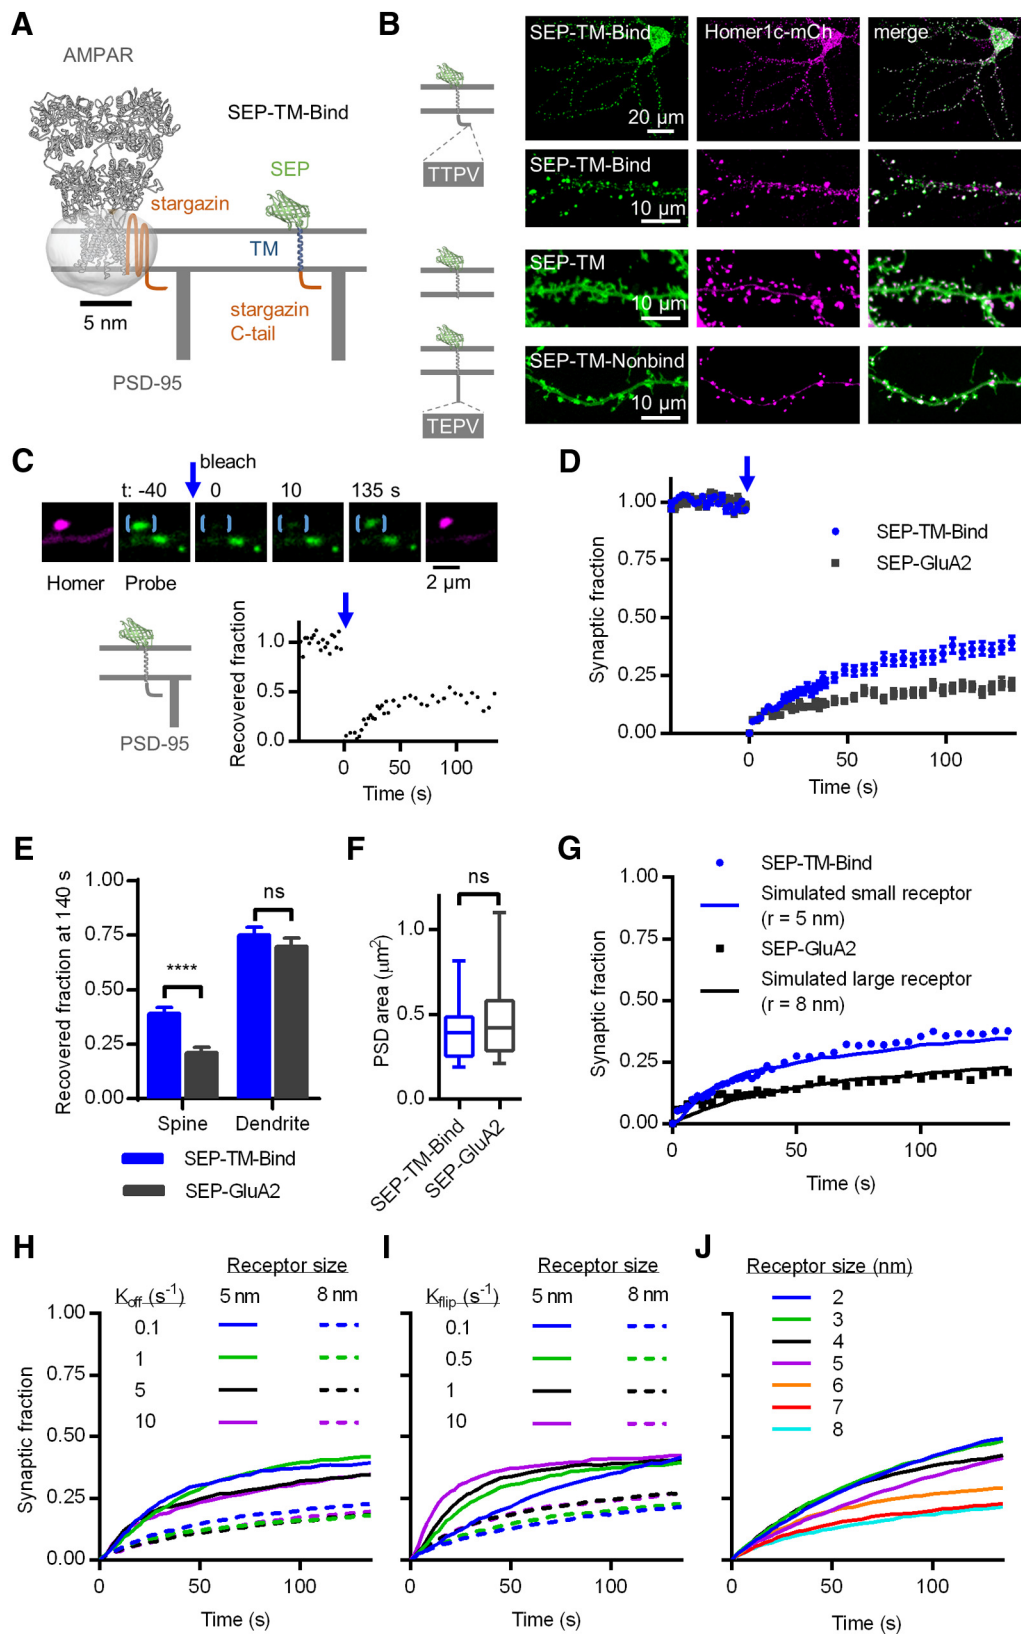 A
AMPAR
SEP-TM-Bind
SEP
stargazin
TM
5 nm
stargazin
C-tail
PSD-95
B
SEP-TM-Bind
Homer1c-mCh
merge
20 µm
TTPV
SEP-TM-Bind
10 µm
SEP-TM
10 µm
SEP-TM-Nonbind
10 µm
TEPV
C
bleach
t: -40
0
10
135 s
Homer
Probe
2 µm
PSD-95
Recovered fraction
1.0
0.5
0.0
0
50
100
Time (s)
D
Synaptic fraction
1.00
0.75
0.50
0.25
0.00
SEP-TM-Bind
SEP-GluA2
0
50
100
Time (s)
E
Recovered fraction at 140 s
1.00
0.75
0.50
0.25
0.00
****
ns
Spine
Dendrite
SEP-TM-Bind
SEP-GluA2
F
ns
PSD area (µm²)
1.0
0.5
0.0
SEP-TM-Bind
SEP-GluA2
G
Synaptic fraction
1.00
0.75
0.50
0.25
0.00
SEP-TM-Bind
Simulated small receptor
(r = 5 nm)
SEP-GluA2
Simulated large receptor
(r = 8 nm)
0
50
100
Time (s)
H
Receptor size
Koff (s⁻¹)
5 nm
8 nm
0.1
1
5
10
Synaptic fraction
1.00
0.75
0.50
0.25
0.00
0
50
100
Time (s)
I
Receptor size
Kflip (s⁻¹)
5 nm
8 nm
0.1
0.5
1
10
0
50
100
Time (s)
J
Receptor size (nm)
2
3
4
5
6
7
8
0
100
Time (s)